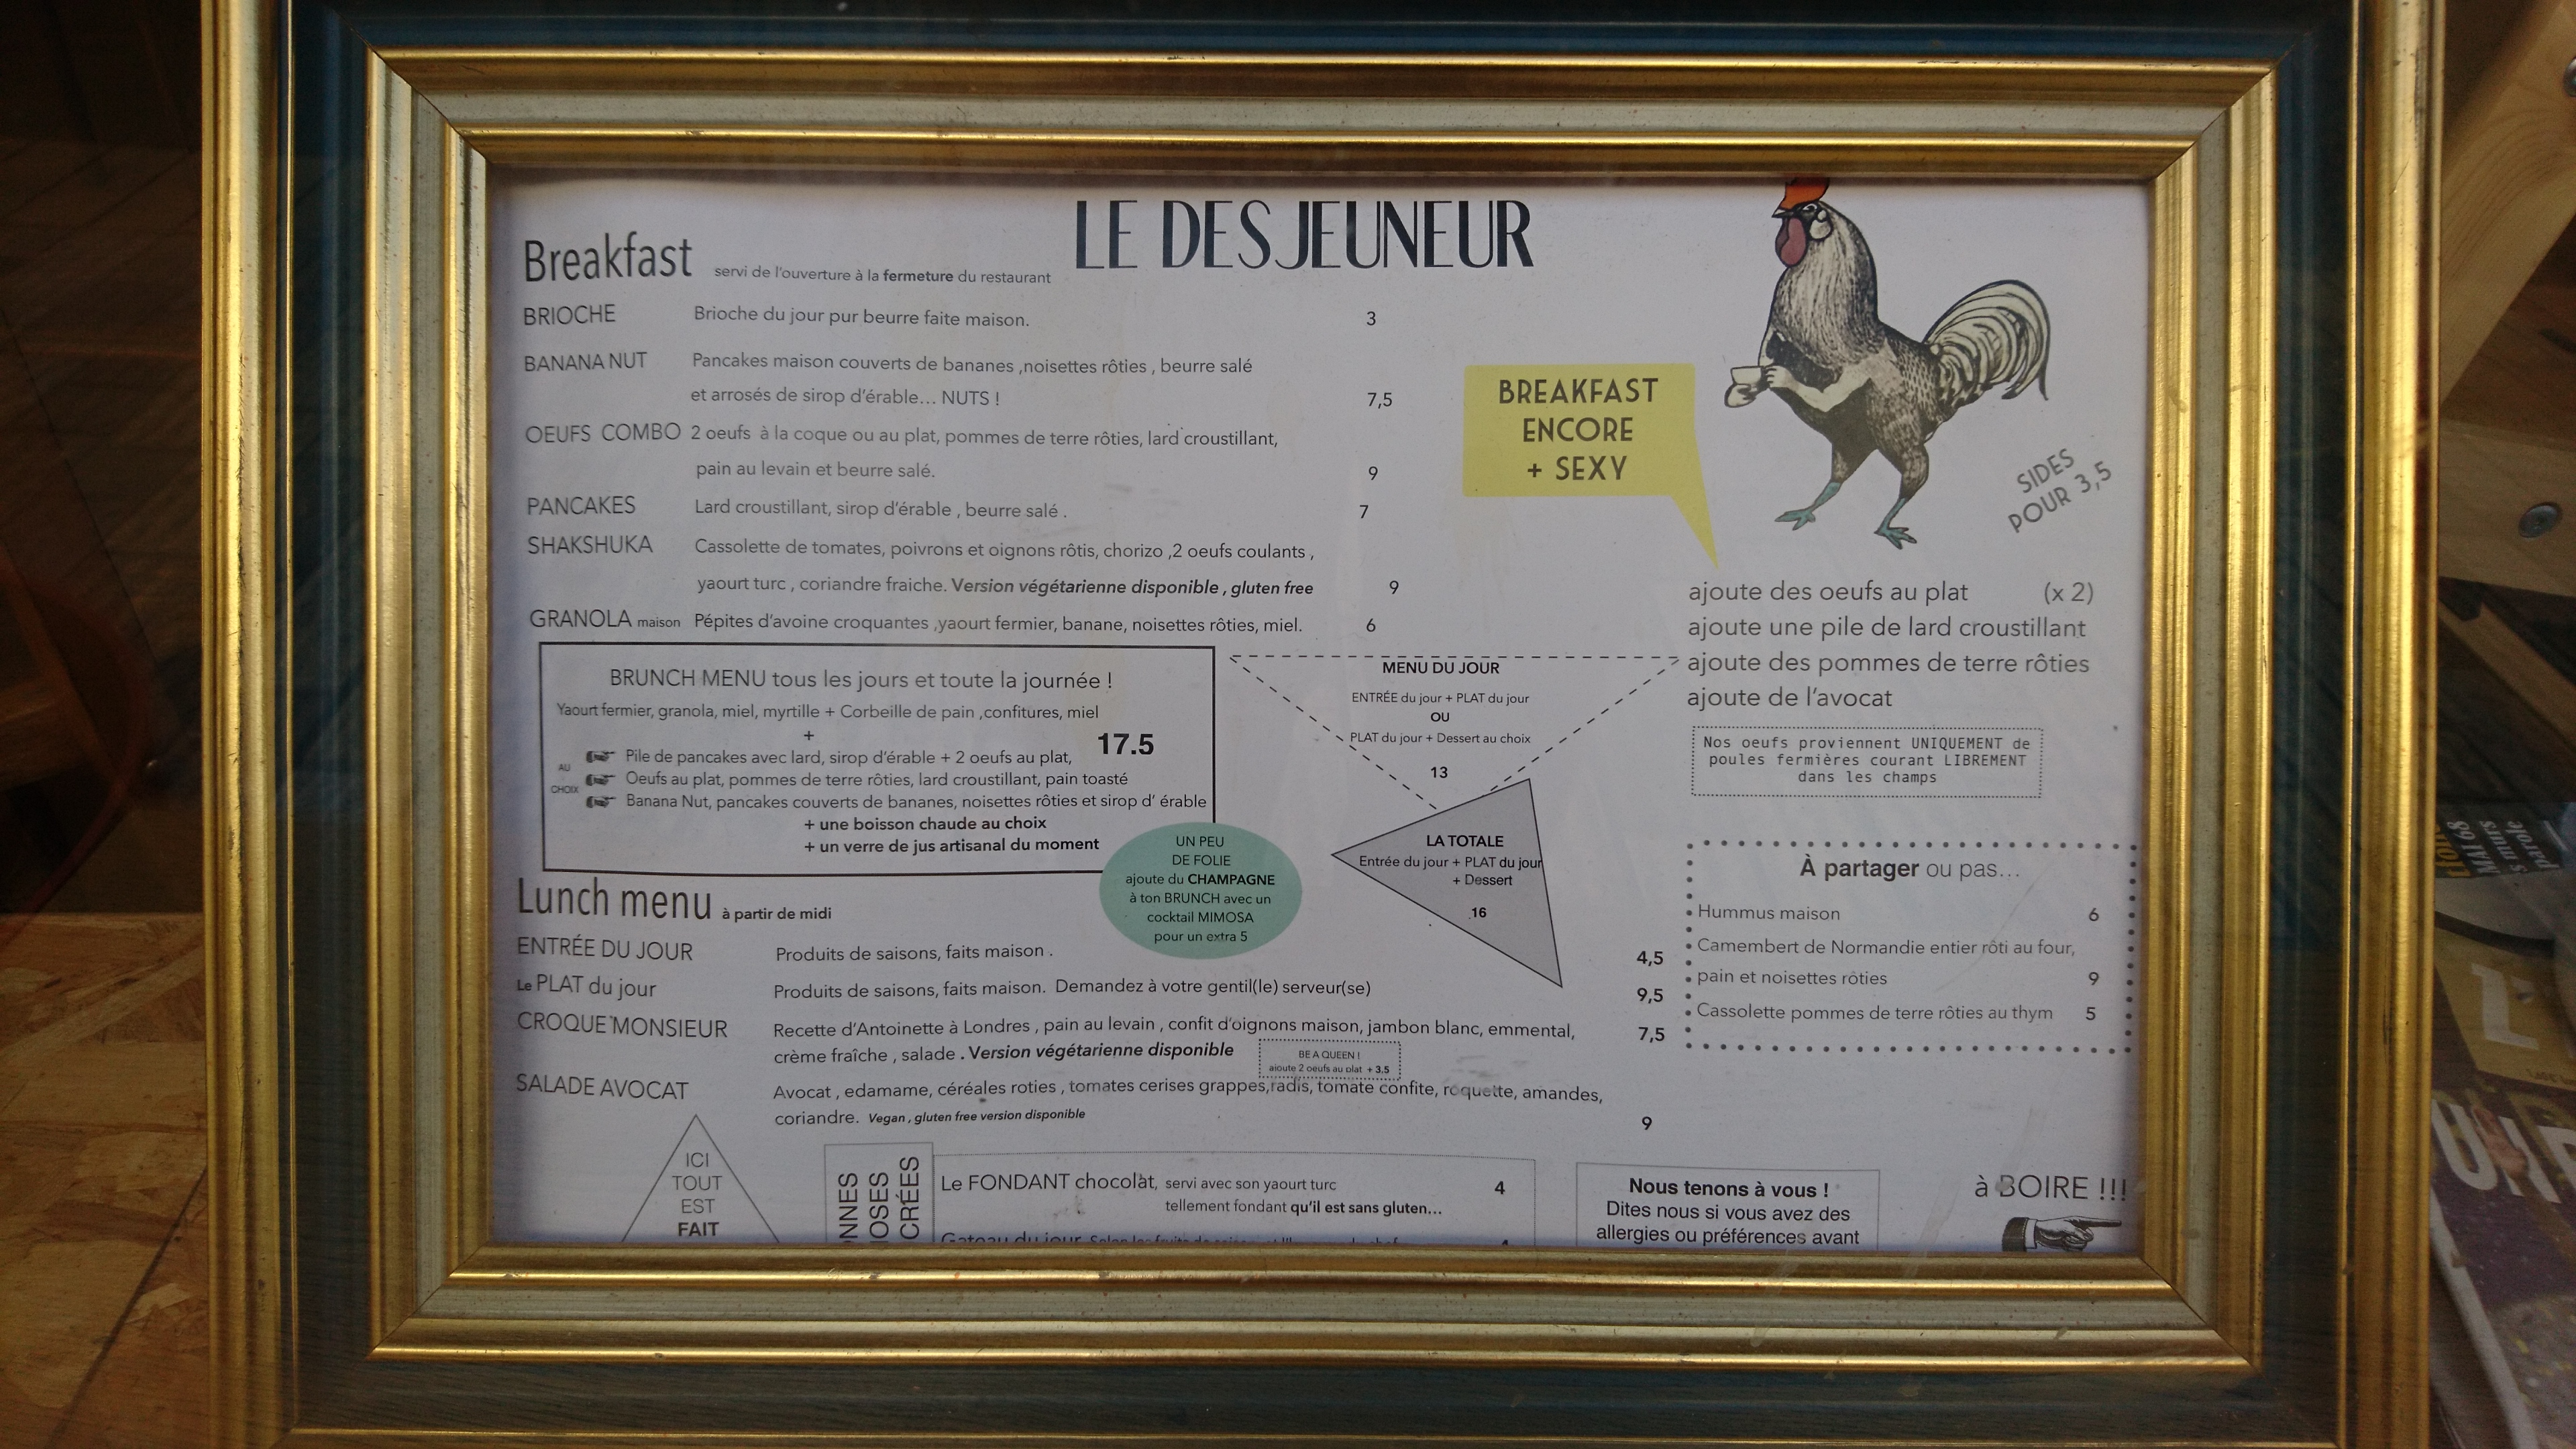 LE DESJEUNEUR
Breakfast servi de l'ouverture à la fermeture du restaurant
BRIOCHE Brioche du jour pur beurre faite maison. 3
BANANA NUT Pancakes maison couverts de bananes ,noisettes rôties , beurre salé
et arrosés de sirop d'érable... NUTS ! 7,5
OEUFS COMBO 2 oeufs à la coque ou au plat, pommes de terre rôties, lard croustillant,
pain au levain et beurre salé. 9
PANCAKES Lard croustillant, sirop d'érable , beurre salé . 7
SHAKSHUKA Cassolette de tomates, poivrons et oignons rôtis, chorizo ,2 oeufs coulants ,
yaourt turc , coriandre fraiche. Version végétarienne disponible , gluten free 9
GRANOLA maison Pépites d'avoine croquantes ,yaourt fermier, banane, noisettes rôties, miel. 6
BREAKFAST
ENCORE
+ SEXY
SIDES
POUR 3,5
ajoute des oeufs au plat (x 2)
ajoute une pile de lard croustillant
ajoute des pommes de terre rôties
ajoute de l'avocat
Nos oeufs proviennent UNIQUEMENT de
poules fermières courant LIBREMENT
dans les champs
BRUNCH MENU tous les jours et toute la journée !
Yaourt fermier, granola, miel, myrtille + Corbeille de pain ,confitures, miel
+
17.5
AU
CHOIX
Pile de pancakes avec lard, sirop d'érable + 2 oeufs au plat,
Oeufs au plat, pommes de terre rôties, lard croustillant, pain toasté
Banana Nut, pancakes couverts de bananes, noisettes rôties et sirop d' érable
+ une boisson chaude au choix
+ un verre de jus artisanal du moment
UN PEU
DE FOLIE
ajoute du CHAMPAGNE
à ton BRUNCH avec un
cocktail MIMOSA
pour un extra 5
MENU DU JOUR
ENTRÉE du jour + PLAT du jour
OU
PLAT du jour + Dessert au choix
13
LA TOTALE
Entrée du jour + PLAT du jour
+ Dessert
16
À partager ou pas...
Hummus maison 6
Camembert de Normandie entier rôti au four,
pain et noisettes rôties 9
Cassolette pommes de terre rôties au thym 5
Lunch menu à partir de midi
ENTRÉE DU JOUR Produits de saisons, faits maison . 4,5
Le PLAT du jour Produits de saisons, faits maison. Demandez à votre gentil(le) serveur(se) 9,5
CROQUE MONSIEUR Recette d'Antoinette à Londres , pain au levain , confit d'oignons maison, jambon blanc, emmental, 7,5
crème fraîche , salade . Version végétarienne disponible
BE A QUEEN !
ajoute 2 oeufs au plat + 3.5
SALADE AVOCAT Avocat , edamame, céréales roties , tomates cerises grappes,radis, tomate confite, roquette, amandes,
coriandre. Vegan , gluten free version disponible 9
ICI
TOUT
EST
FAIT
CRÉES
Le FONDANT chocolat, servi avec son yaourt turc 4
tellement fondant qu'il est sans gluten...
Gateau du jour
Nous tenons à vous !
Dites nous si vous avez des
allergies ou préférences avant
à BOIRE !!!
MAI 68
s murs
parole